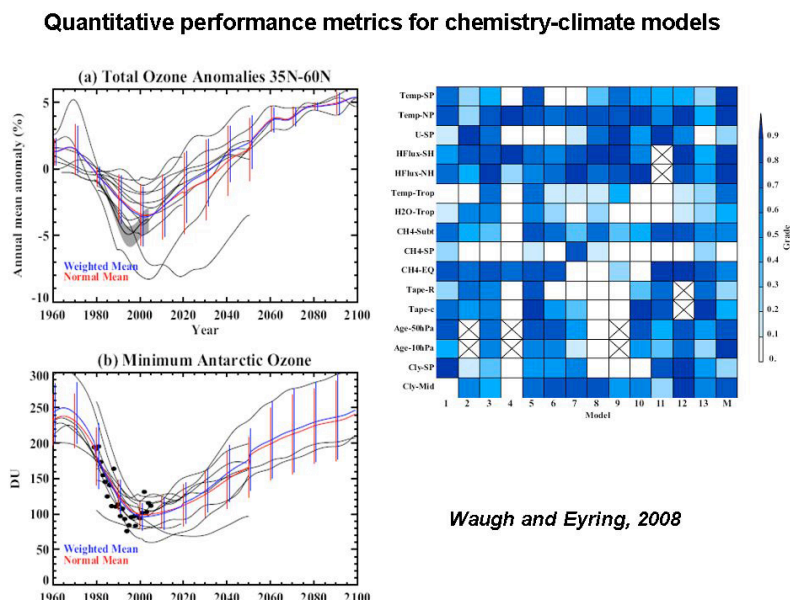 Quantitative performance metrics for chemistry-climate models
(a) Total Ozone Anomalies 35N-60N
Annual mean anomaly (%)
5
0
-5
-10
Weighted Mean
Normal Mean
1960 1980 2000 2020 2040 2060 2080 2100
Year
(b) Minimum Antarctic Ozone
DU
300
250
200
150
100
50
0
Weighted Mean
Normal Mean
1960 1980 2000 2020 2040 2060 2080 2100
Temp-SP
Temp-NP
U-SP
HFlux-SH
HFlux-NH
Temp-Trop
H2O-Trop
CH4-Subt
CH4-SP
CH4-EQ
Tape-R
Tape-c
Age-50hPa
Age-10hPa
Cly-SP
Cly-Mid
1 2 3 4 5 6 7 8 9 10 11 12 13 M
Model
0.9
0.8
0.7
0.6
0.5
0.4
0.3
0.2
0.1
0.
Grade
Waugh and Eyring, 2008